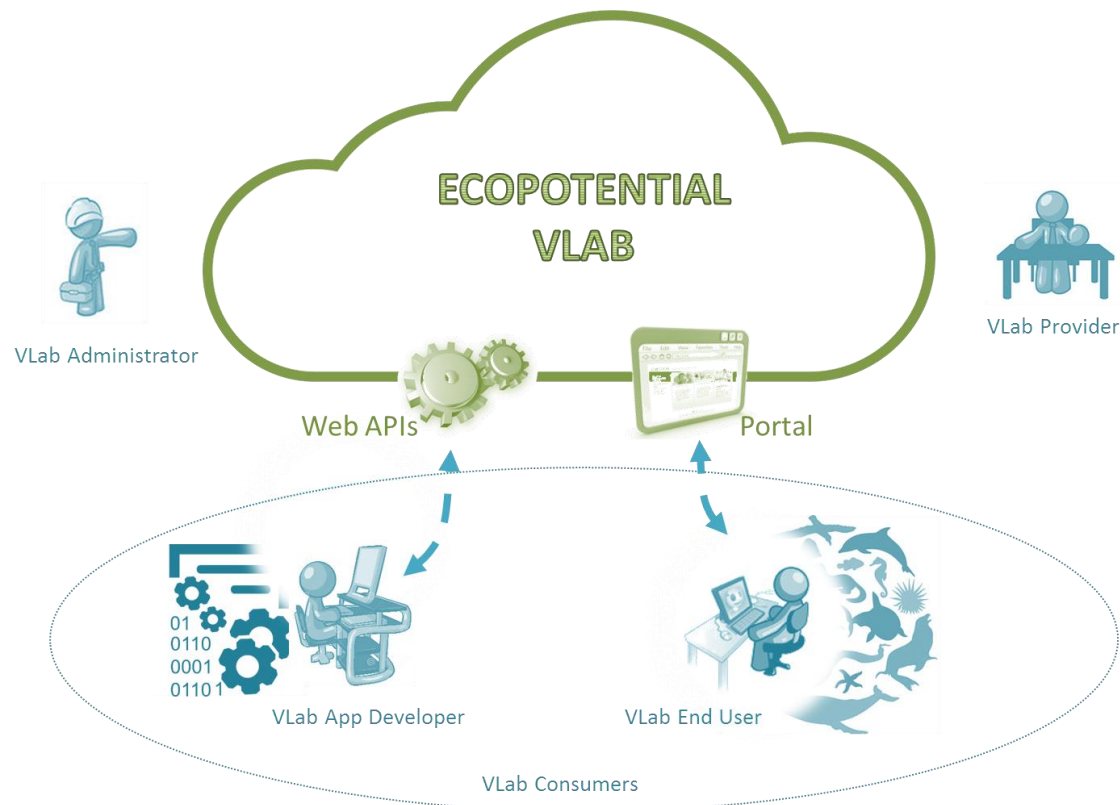 ECOPOTENTIAL
VLAB
VLab Administrator
VLab Provider
Web APIs
Portal
01
0110
0001
01101
VLab App Developer
VLab End User
VLab Consumers